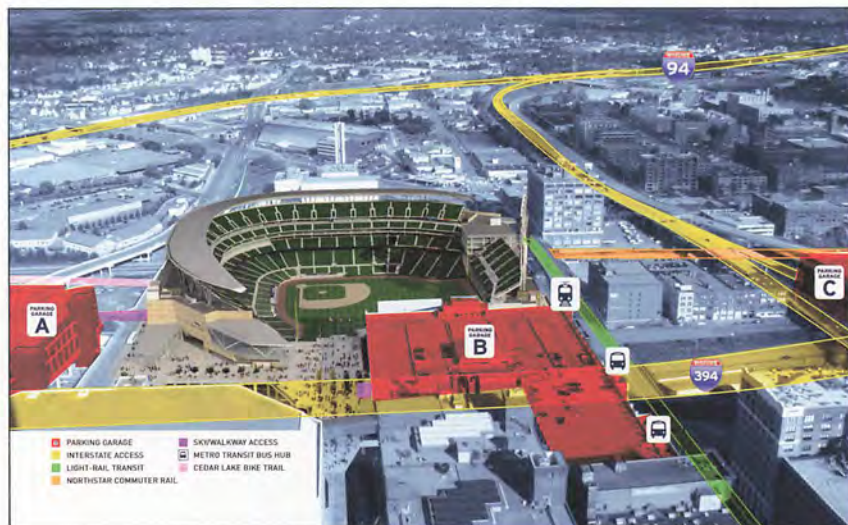 94
PARKING
GARAGE
A
PARKING
GARAGE
B
PARKING
GARAGE
C
394
PARKING GARAGE
INTERSTATE ACCESS
LIGHT-RAIL TRANSIT
NORTHSTAR COMMUTER RAIL
SKY/WALKWAY ACCESS
METRO TRANSIT BUS HUB
CEDAR LAKE BIKE TRAIL